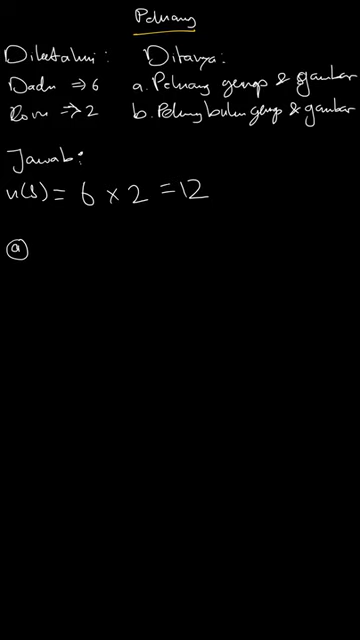 Peluang
Diketahui: Ditanya:
Dadu => 6 a. Peluang genap & gambar
Koin => 2 b. Peluang bukan genap & gambar
Jawab:
n(S) = 6 × 2 = 12
a